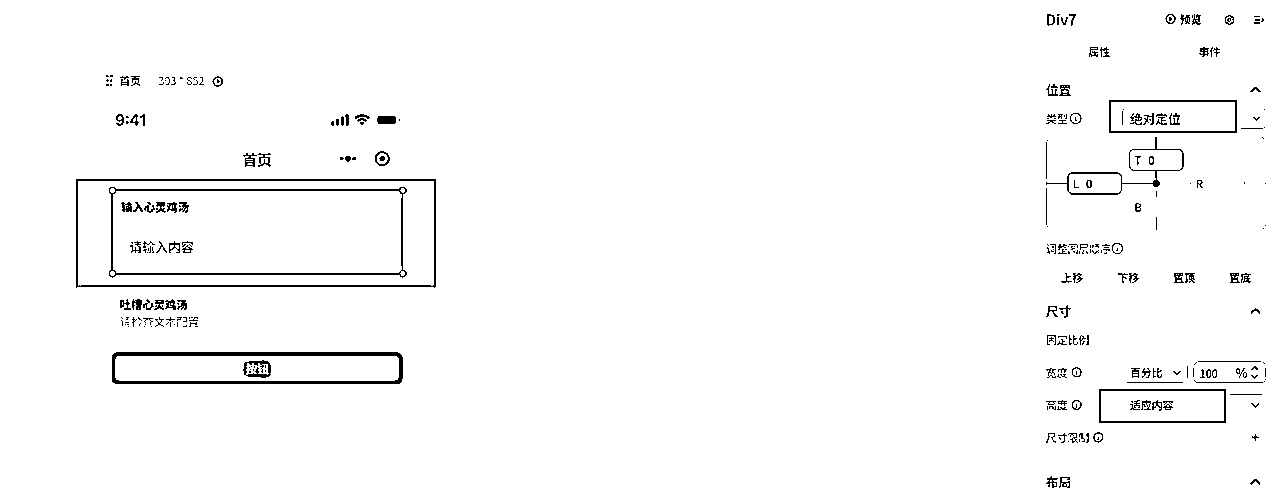 首页 393*852
9:41
首页
输入心灵鸡汤
请输入内容
吐槽心灵鸡汤
请检查文本配置
按钮
Div7 预览
属性 事件
位置
类型 绝对定位
T 0
L 0 R
B
调整图层顺序
上移 下移 置顶 置底
尺寸
固定比例
宽度 百分比 100 %
高度 适应内容
尺寸限制 +
布局